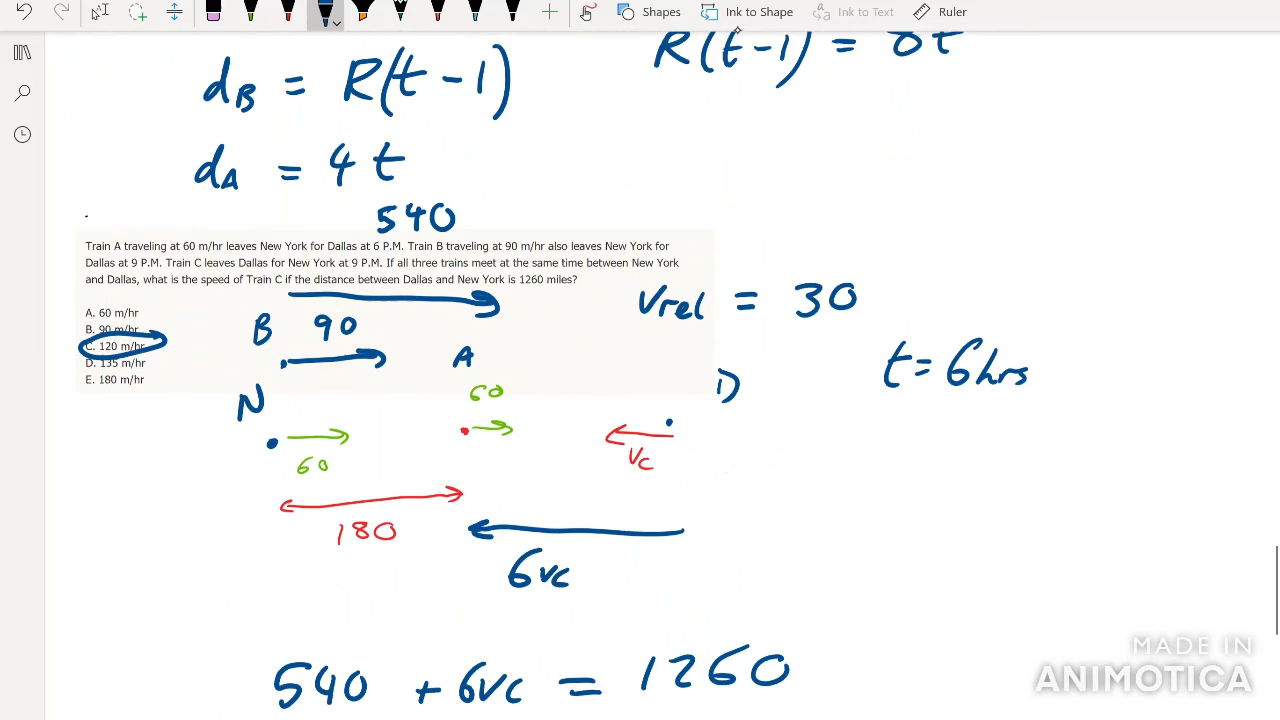 Shapes Ink to Shape Ink to Text Ruler
R(t-1) = 8t
dB = R(t-1)
dA = 4t
540
Train A traveling at 60 m/hr leaves New York for Dallas at 6 P.M. Train B traveling at 90 m/hr also leaves New York for
Dallas at 9 P.M. Train C leaves Dallas for New York at 9 P.M. If all three trains meet at the same time between New York
and Dallas, what is the speed of Train C if the distance between Dallas and New York is 1260 miles?
A. 60 m/hr
B. 90 m/hr
C. 120 m/hr
D. 135 m/hr
E. 180 m/hr
B 90
A
Vrel = 30
t = 6hrs
N
60
D
60
Vc
180
6vc
540 + 6vc = 1260
MADE IN
ANIMOTICA